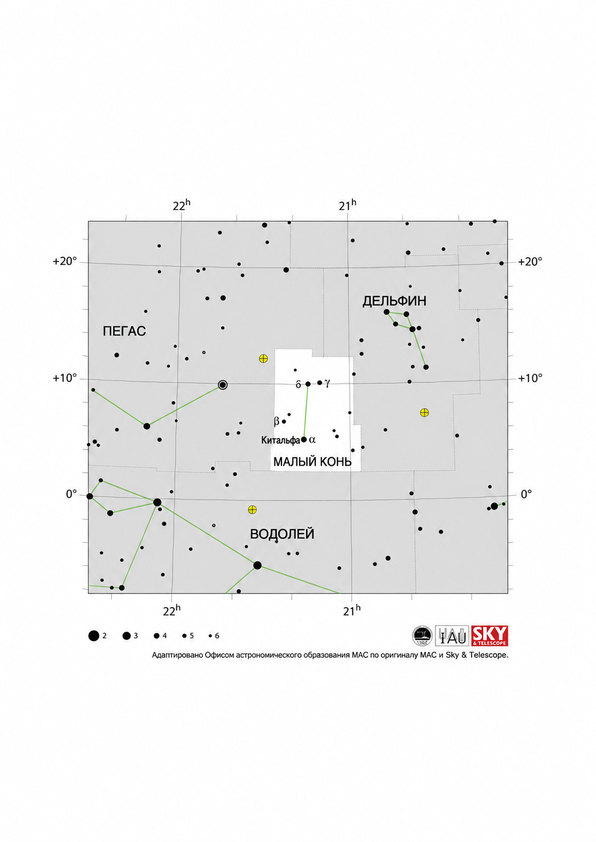 22h 21h
+20° +20°
ДЕЛЬФИН
ПЕГАС
+10° +10°
δ γ
β
Китальфа α
МАЛЫЙ КОНЬ
0° 0°
ВОДОЛЕЙ
22h 21h
2 3 4 5 6
IAU SKY
& TELESCOPE
Адаптировано Офисом астрономического образования МАС по оригиналу МАС и Sky & Telescope.